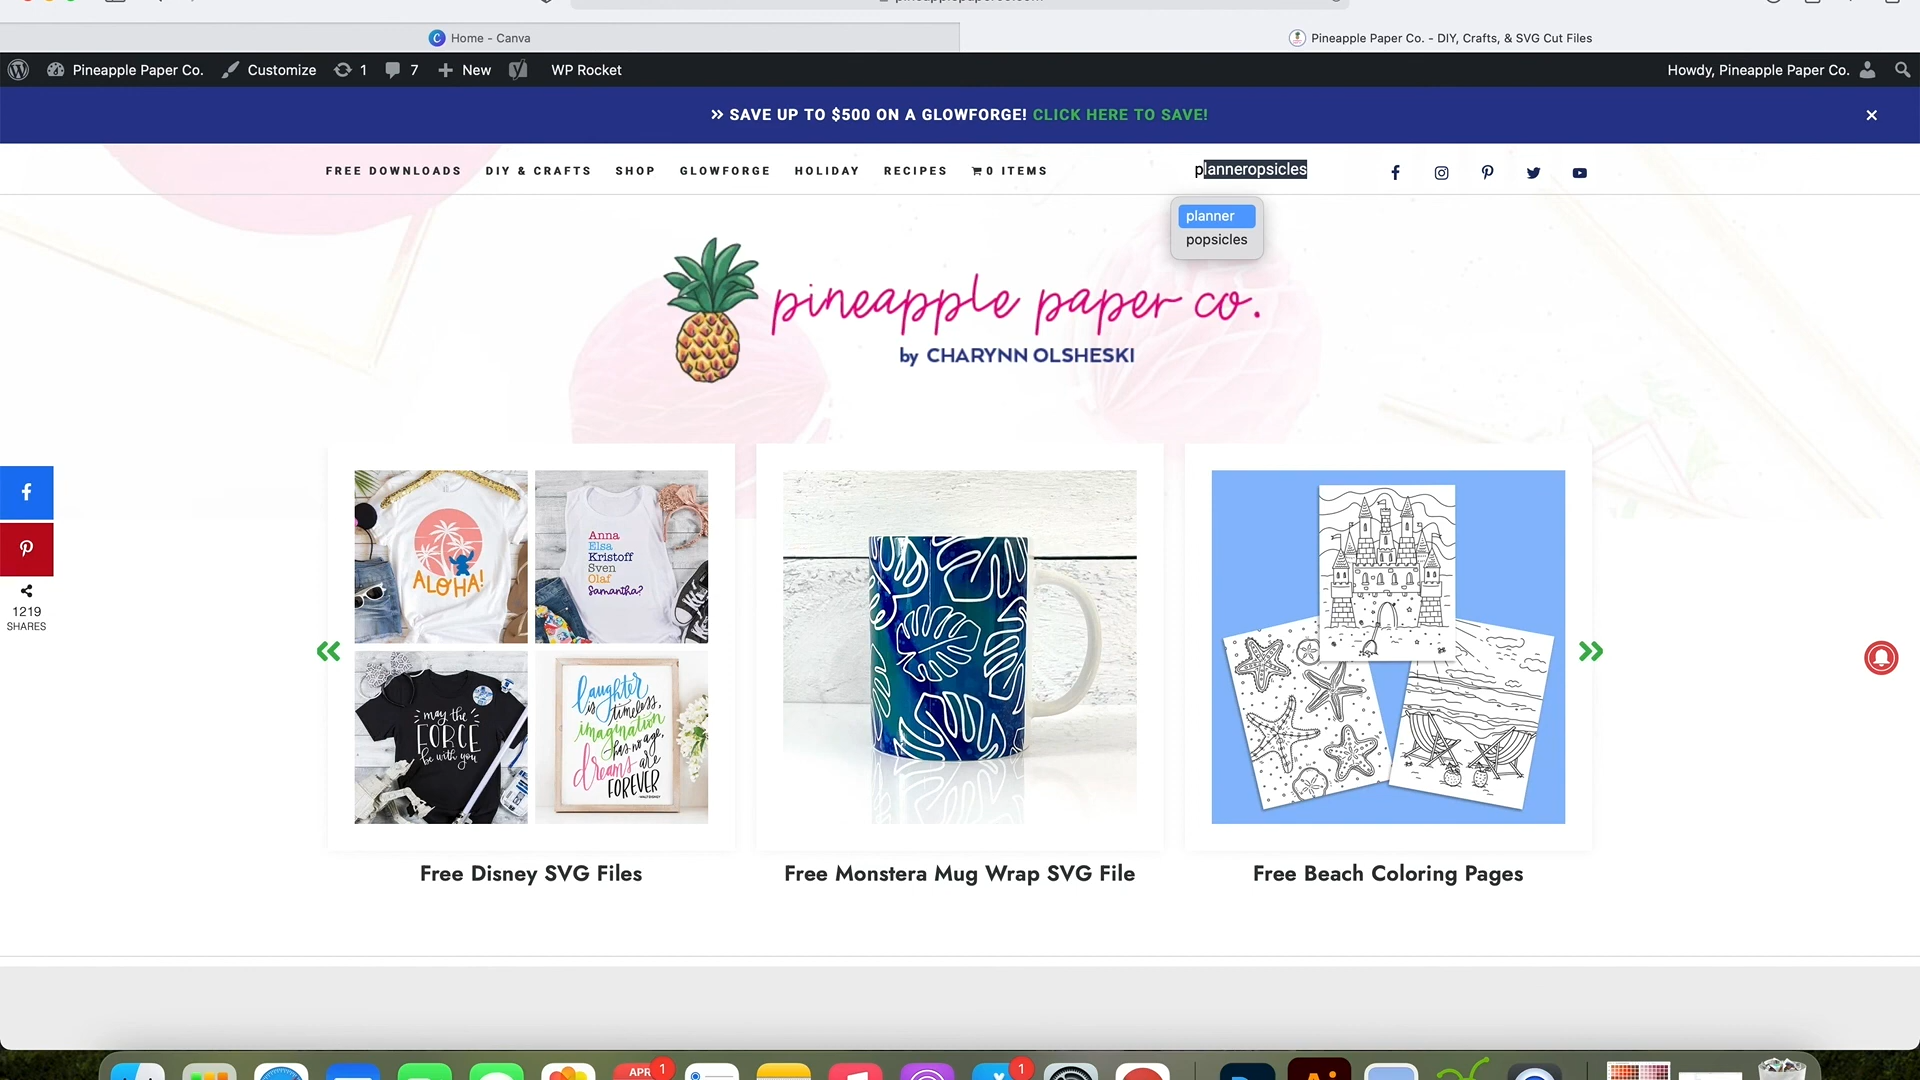 Home - Canva
Pineapple Paper Co. - DIY, Crafts, & SVG Cut Files
Pineapple Paper Co. Customize 1 7 New WP Rocket
Howdy, Pineapple Paper Co.
SAVE UP TO $500 ON A GLOWFORGE! CLICK HERE TO SAVE!
FREE DOWNLOADS DIY & CRAFTS SHOP GLOWFORGE HOLIDAY RECIPES 0 ITEMS
planneropsicles
planner
popsicles
pineapple paper co.
by CHARYNN OLSHESKI
ALOHA!
Anna
Elsa
Kristoff
Sven
Olaf
Samantha?
may the
FORCE
be with you
laughter
is timeless,
imagination
has no age,
dreams are
FOREVER
1219
SHARES
Free Disney SVG Files
Free Monstera Mug Wrap SVG File
Free Beach Coloring Pages
APR 1
1